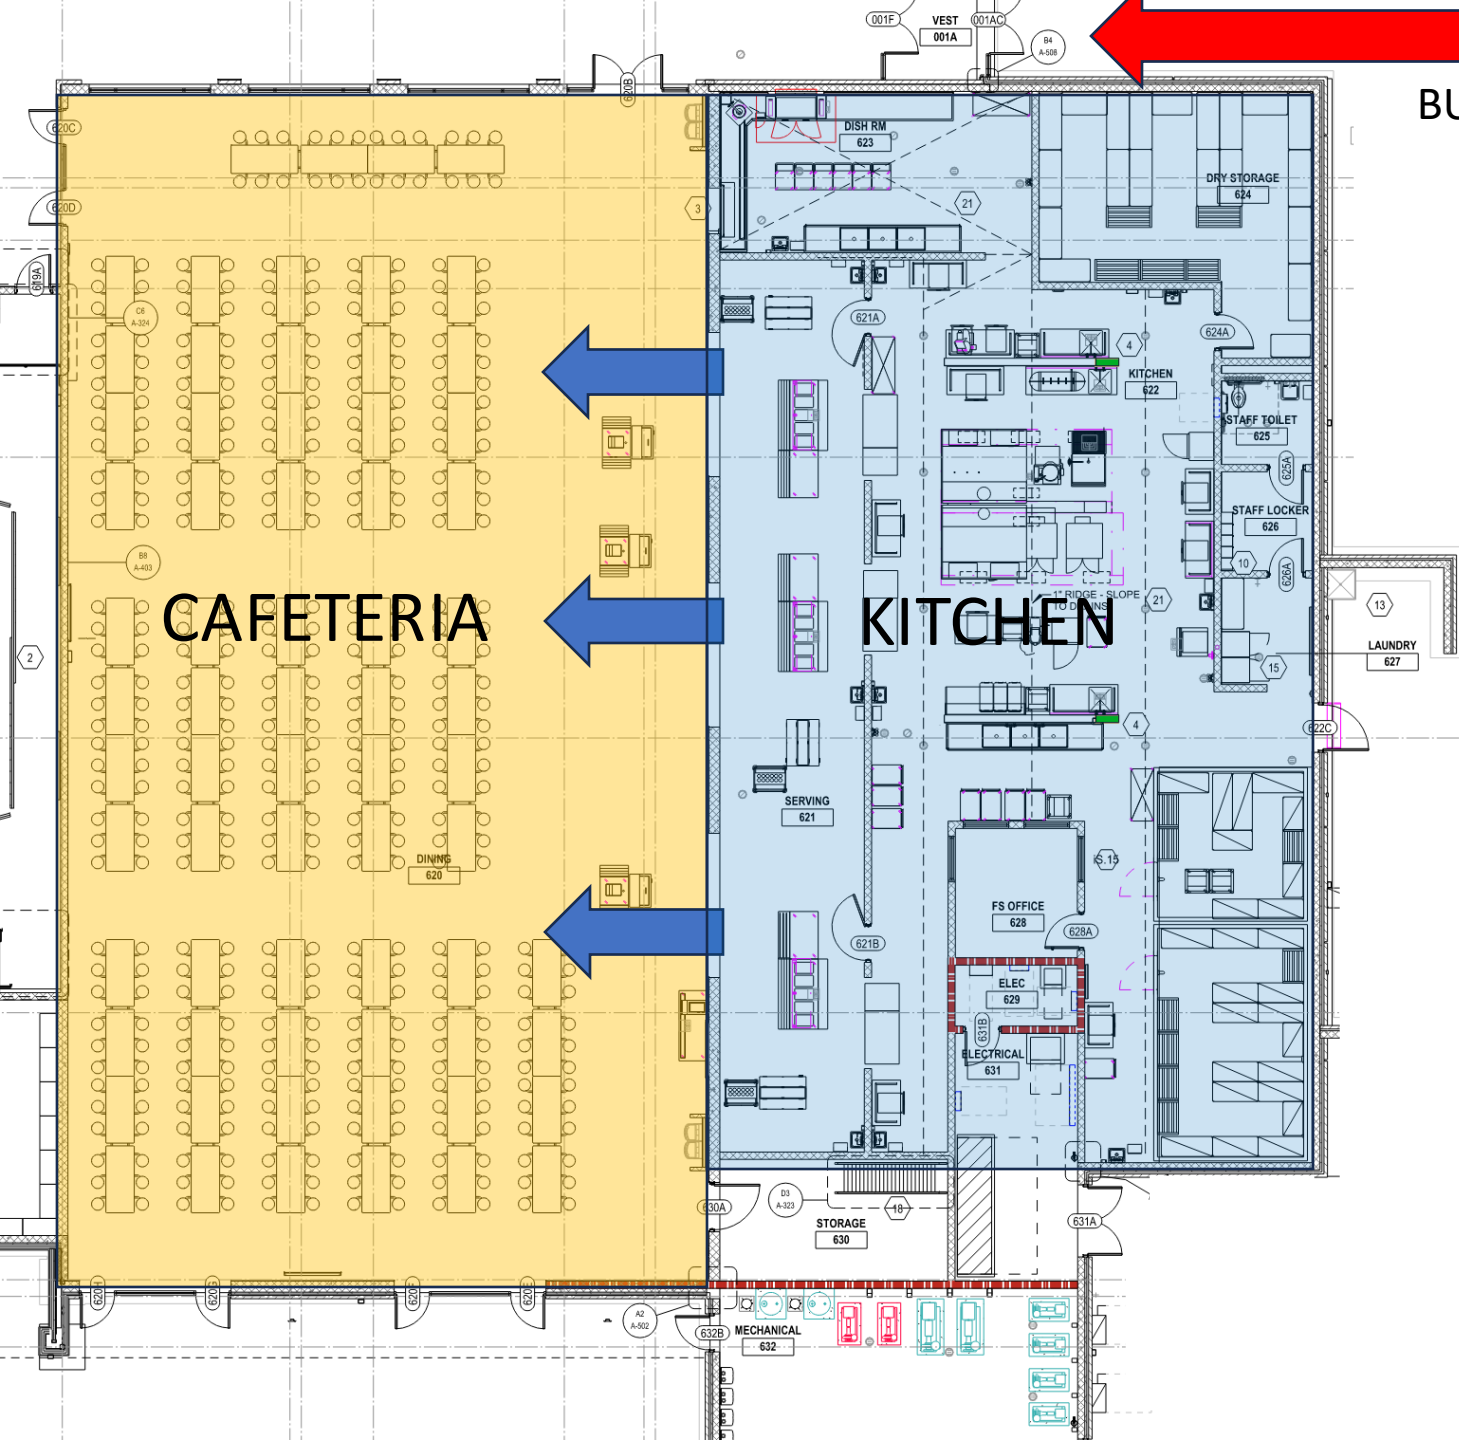 001F
VEST
001A
001AC
B4
A-508
BU
620B
620C
DISH RM
623
DRY STORAGE
624
620D
3
21
619A
C6
A-324
621A
4
624A
KITCHEN
622
STAFF TOILET
625
625A
STAFF LOCKER
626
B8
A-403
10
626A
1" RIDGE - SLOPE
TO DRAINS
21
13
CAFETERIA
KITCHEN
2
15
LAUNDRY
627
4
622C
SERVING
621
DINING
620
IS.15
FS OFFICE
628
628A
621B
ELEC
629
631B
ELECTRICAL
631
D3
A-323
18
630A
STORAGE
630
631A
620H
620G
620F
620E
A2
A-502
632B
MECHANICAL
632